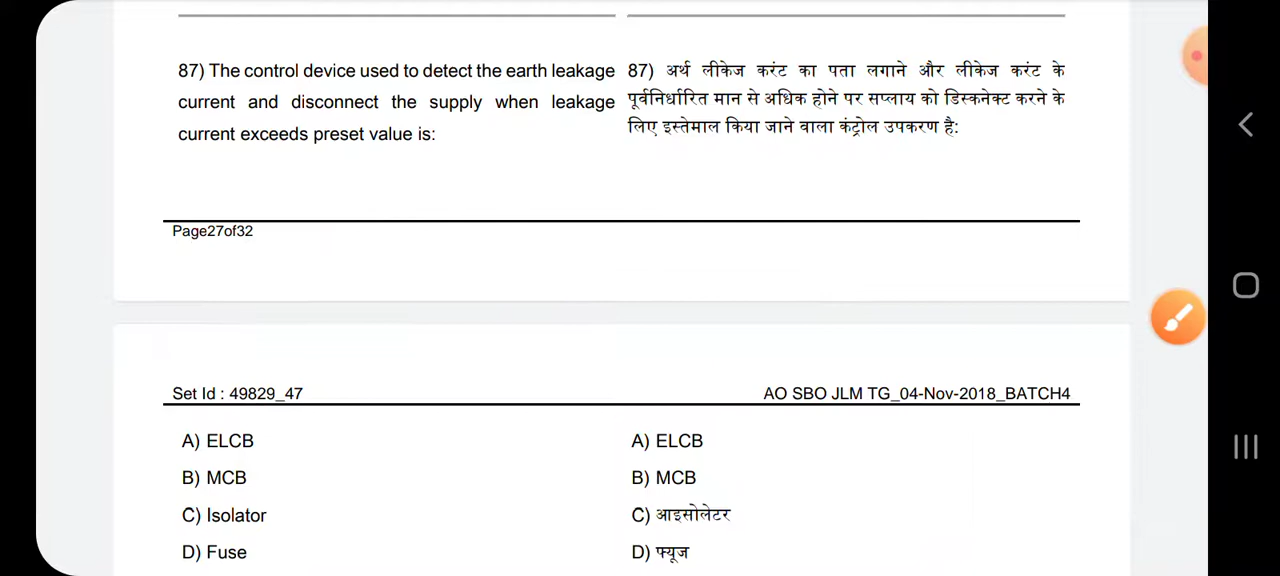 87) The control device used to detect the earth leakage
current and disconnect the supply when leakage
current exceeds preset value is:
87) अर्थ लीकेज करंट का पता लगाने और लीकेज करंट के
पूर्वनिर्धारित मान से अधिक होने पर सप्लाय को डिस्कनेक्ट करने के
लिए इस्तेमाल किया जाने वाला कंट्रोल उपकरण है:
Page27of32
Set Id : 49829_47
AO SBO JLM TG_04-Nov-2018_BATCH4
A) ELCB
B) MCB
C) Isolator
D) Fuse
A) ELCB
B) MCB
C) आइसोलेटर
D) फ्यूज